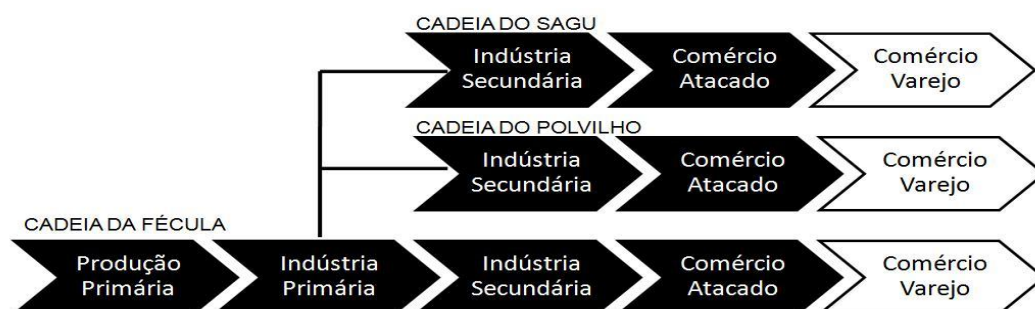 CADEIA DO SAGU
Indústria
Secundária
Comércio
Atacado
Comércio
Varejo
CADEIA DO POLVILHO
Indústria
Secundária
Comércio
Atacado
Comércio
Varejo
CADEIA DA FÉCULA
Produção
Primária
Indústria
Primária
Indústria
Secundária
Comércio
Atacado
Comércio
Varejo